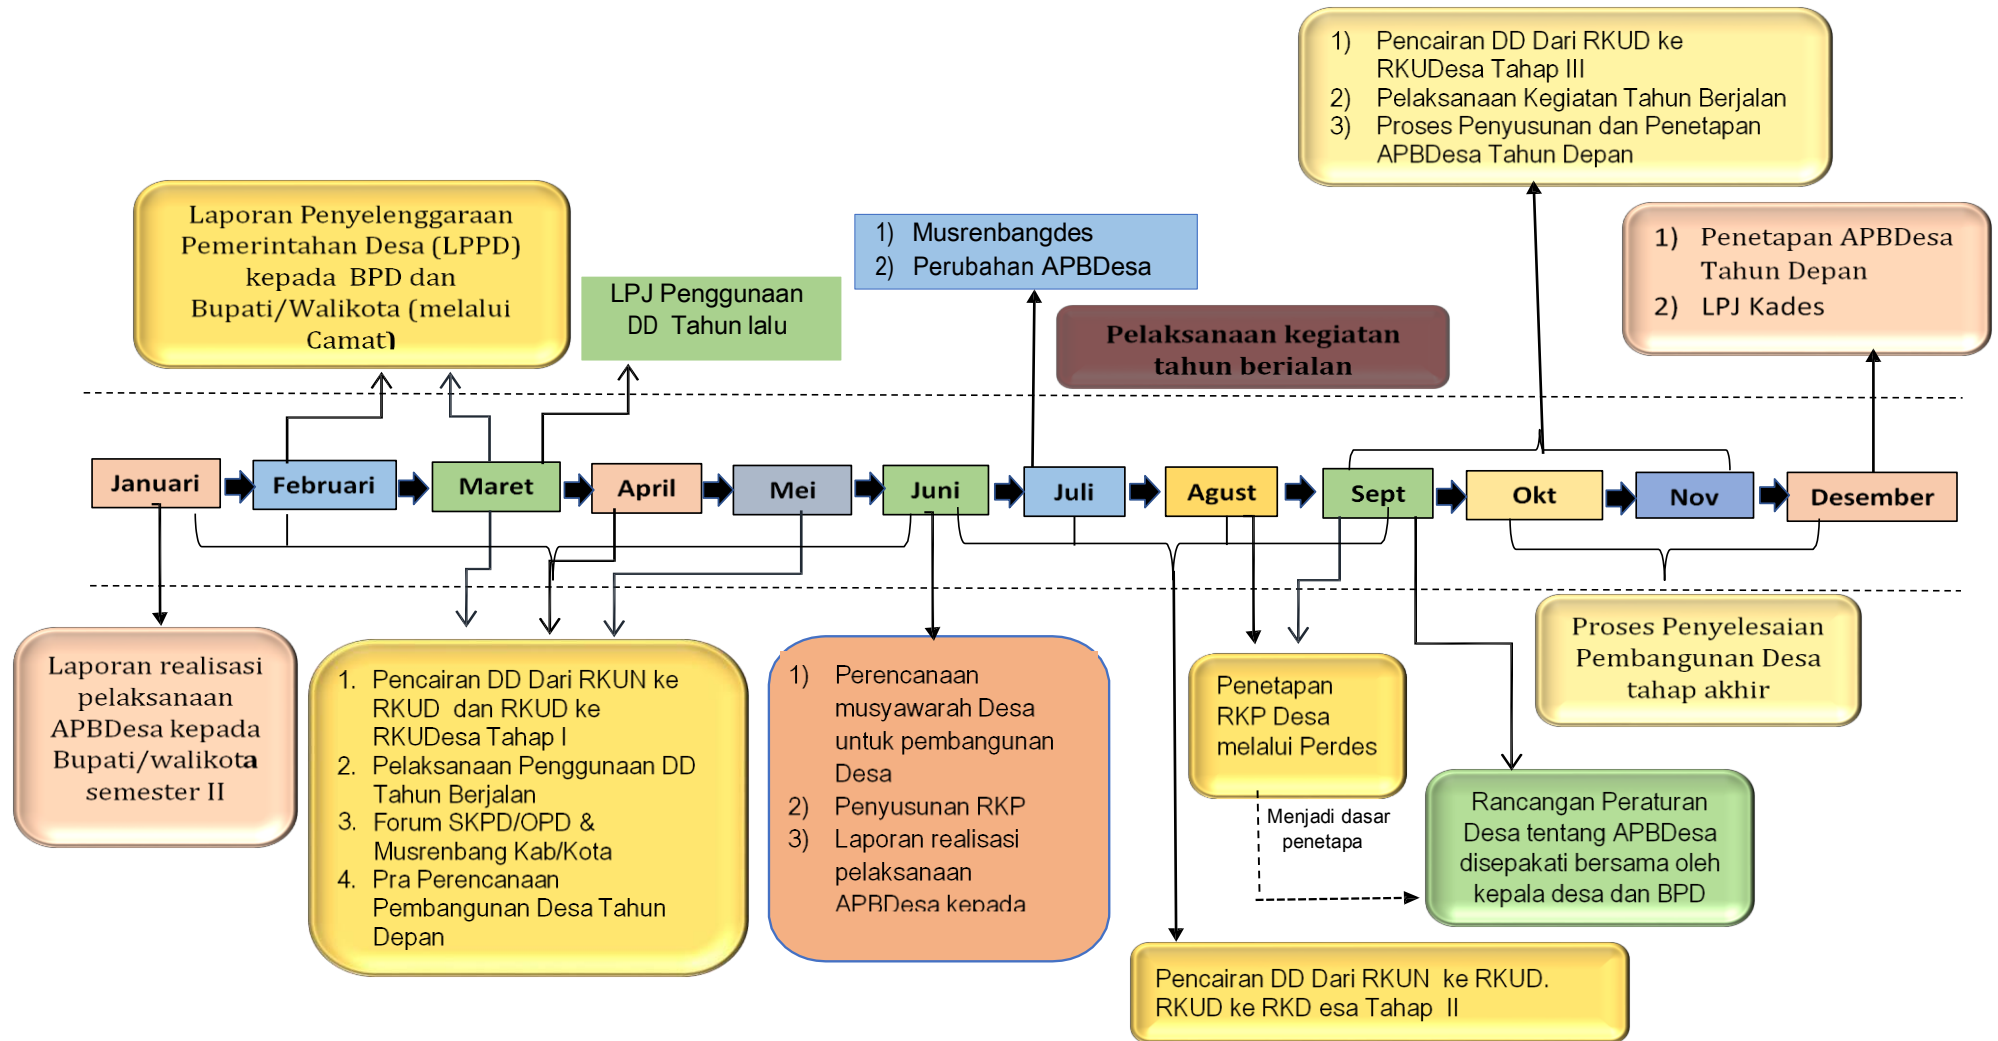 1) Pencairan DD Dari RKUD ke
RKUDesa Tahap III
2) Pelaksanaan Kegiatan Tahun Berjalan
3) Proses Penyusunan dan Penetapan
APBDesa Tahun Depan
Laporan Penyelenggaraan
Pemerintahan Desa (LPPD)
kepada BPD dan
Bupati/Walikota (melalui
Camat)
LPJ Penggunaan
DD Tahun lalu
1) Musrenbangdes
2) Perubahan APBDesa
Pelaksanaan kegiatan
tahun berjalan
1) Penetapan APBDesa
Tahun Depan
2) LPJ Kades
Januari
Februari
Maret
April
Mei
Juni
Juli
Agust
Sept
Okt
Nov
Desember
Laporan realisasi
pelaksanaan
APBDesa kepada
Bupati/walikota
semester II
1. Pencairan DD Dari RKUN ke
RKUD dan RKUD ke
RKUDesa Tahap I
2. Pelaksanaan Penggunaan DD
Tahun Berjalan
3. Forum SKPD/OPD &
Musrenbang Kab/Kota
4. Pra Perencanaan
Pembangunan Desa Tahun
Depan
1) Perencanaan
musyawarah Desa
untuk pembangunan
Desa
2) Penyusunan RKP
3) Laporan realisasi
pelaksanaan
APBDesa kepada
Penetapan
RKP Desa
melalui Perdes
Menjadi dasar
penetapa
Proses Penyelesaian
Pembangunan Desa
tahap akhir
Rancangan Peraturan
Desa tentang APBDesa
disepakati bersama oleh
kepala desa dan BPD
Pencairan DD Dari RKUN ke RKUD.
RKUD ke RKD esa Tahap II